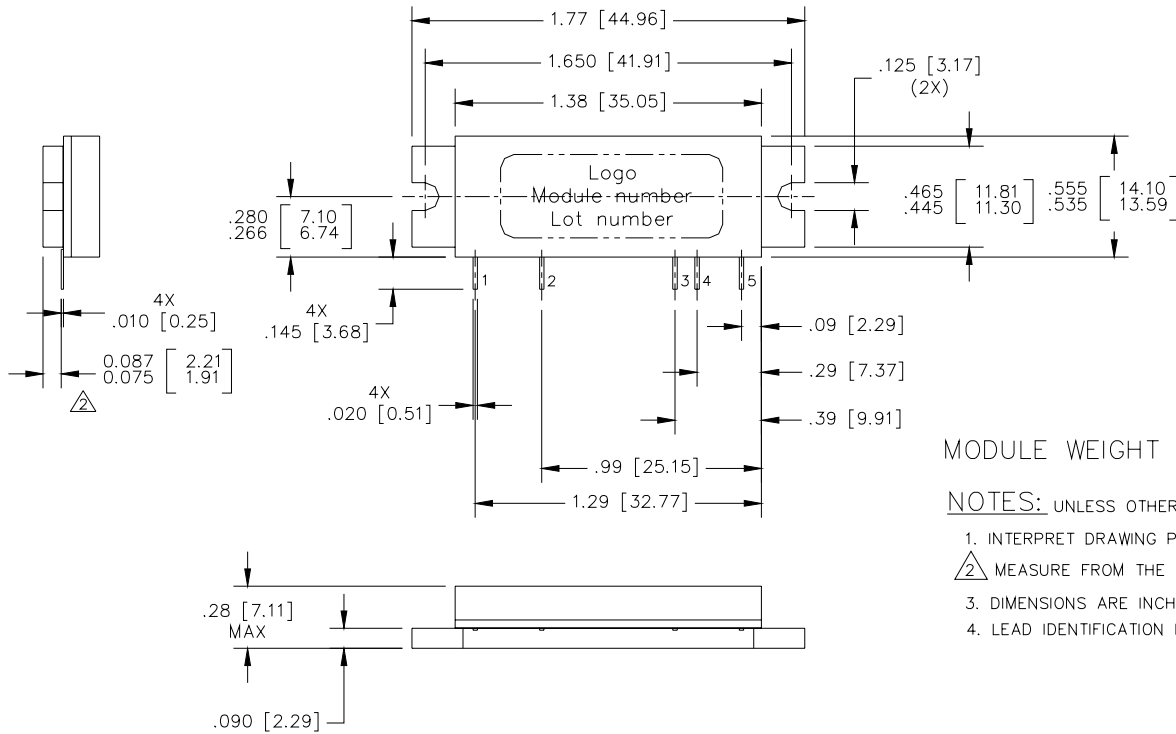 1.77 [44.96]
1.650 [41.91]
1.38 [35.05]
.125 [3.17]
(2X)
Logo
Module number
Lot number
.280 [ 7.10
.266 [ 6.74 ]
.465 [ 11.81
.445 [ 11.30 ]
.555 [ 14.10
.535 [ 13.59 ]
1 2 3 4 5
4X
.010 [0.25]
4X
.145 [3.68]
0.087 [ 2.21
0.075 [ 1.91 ]
2
4X
.020 [0.51]
.09 [2.29]
.29 [7.37]
.39 [9.91]
.99 [25.15]
1.29 [32.77]
MODULE WEIGHT
NOTES: UNLESS OTHER
1. INTERPRET DRAWING P
2 MEASURE FROM THE
3. DIMENSIONS ARE INCH
4. LEAD IDENTIFICATION
.28 [7.11]
MAX
.090 [2.29]